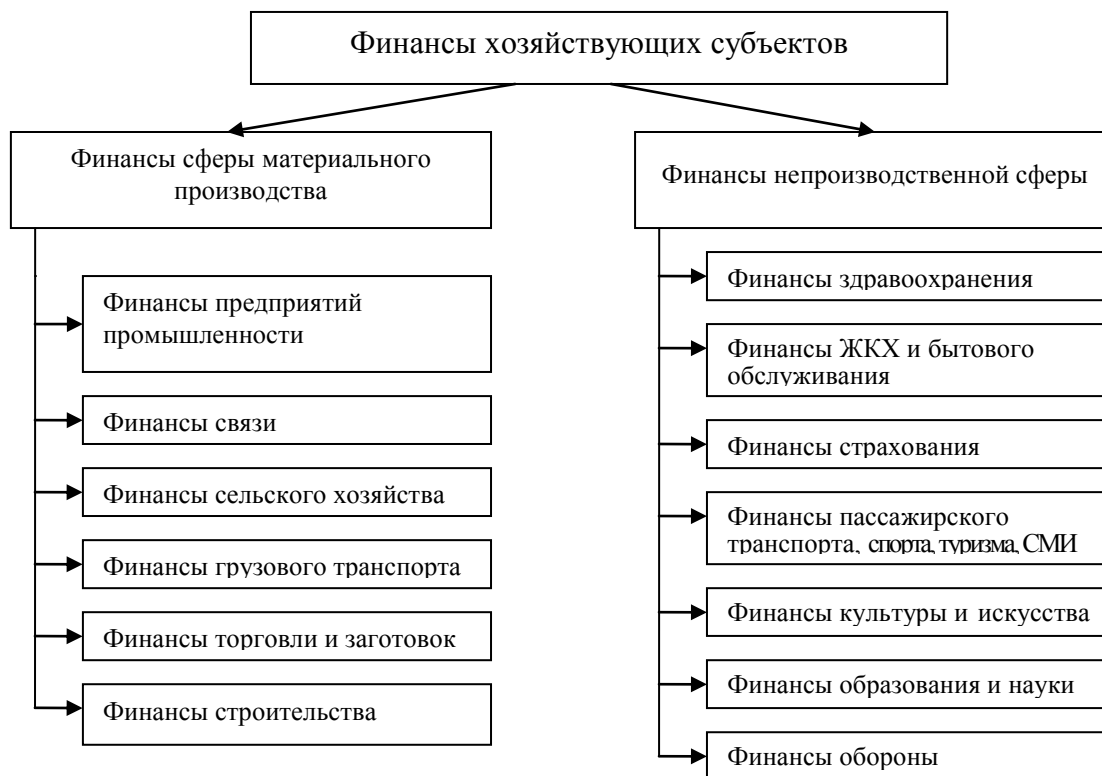 Финансы хозяйствующих субъектов
Финансы сферы материального
производства
Финансы предприятий
промышленности
Финансы связи
Финансы сельского хозяйства
Финансы грузового транспорта
Финансы торговли и заготовок
Финансы строительства
Финансы непроизводственной сферы
Финансы здравоохранения
Финансы ЖКХ и бытового
обслуживания
Финансы страхования
Финансы пассажирского
транспорта, спорта, туризма, СМИ
Финансы культуры и искусства
Финансы образования и науки
Финансы обороны